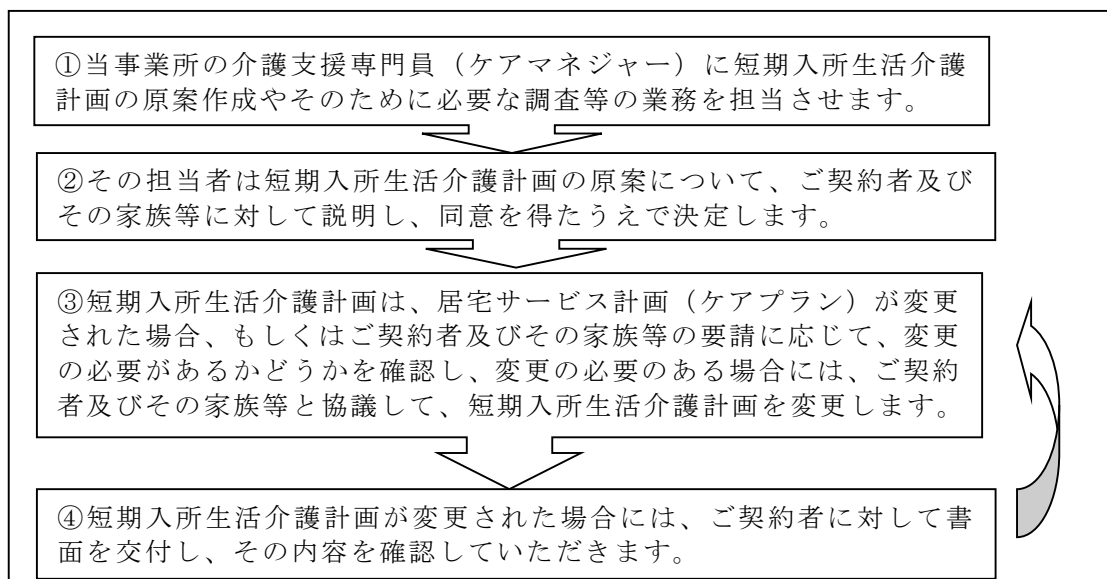 ①当事業所の介護支援専門員（ケアマネジャー）に短期入所生活介護
計画の原案作成やそのために必要な調査等の業務を担当させます。
②その担当者は短期入所生活介護計画の原案について、ご契約者及び
その家族等に対して説明し、同意を得たうえで決定します。
③短期入所生活介護計画は、居宅サービス計画（ケアプラン）が変更
された場合、もしくはご契約者及びその家族等の要請に応じて、変更
の必要があるかどうかを確認し、変更の必要のある場合には、ご契約
者及びその家族等と協議して、短期入所生活介護計画を変更します。
④短期入所生活介護計画が変更された場合には、ご契約者に対して書
面を交付し、その内容を確認していただきます。